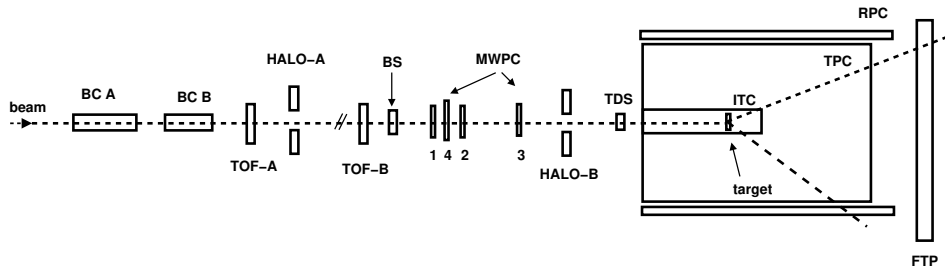 RPC
HALO–A
BS
MWPC
TPC
beam
BC A
BC B
TDS
ITC
1
4
2
3
TOF–A
TOF–B
HALO–B
target
FTP